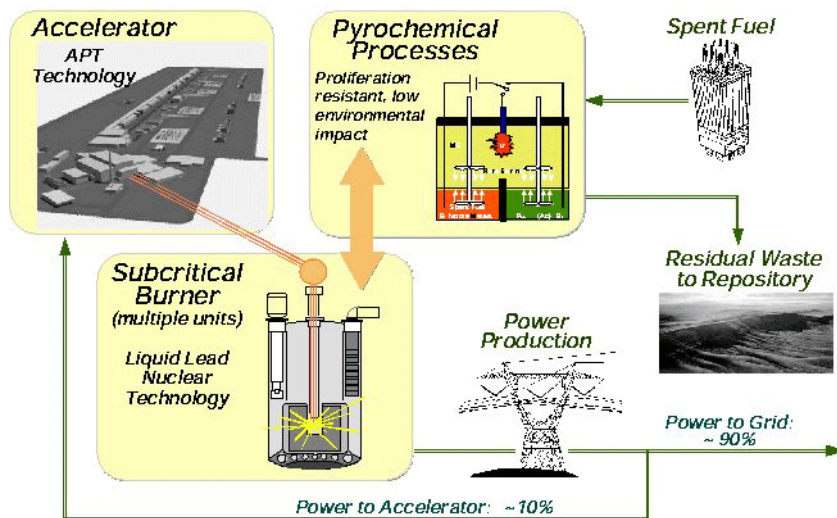 Accelerator
APT
Technology
Pyrochemical
Processes
Proliferation
resistant, low
environmental
impact
Spent Fuel
Residual Waste
to Repository
Subcritical
Burner
(multiple units)
Liquid Lead
Nuclear
Technology
Power
Production
Power to Grid:
~ 90%
Power to Accelerator: ~10%